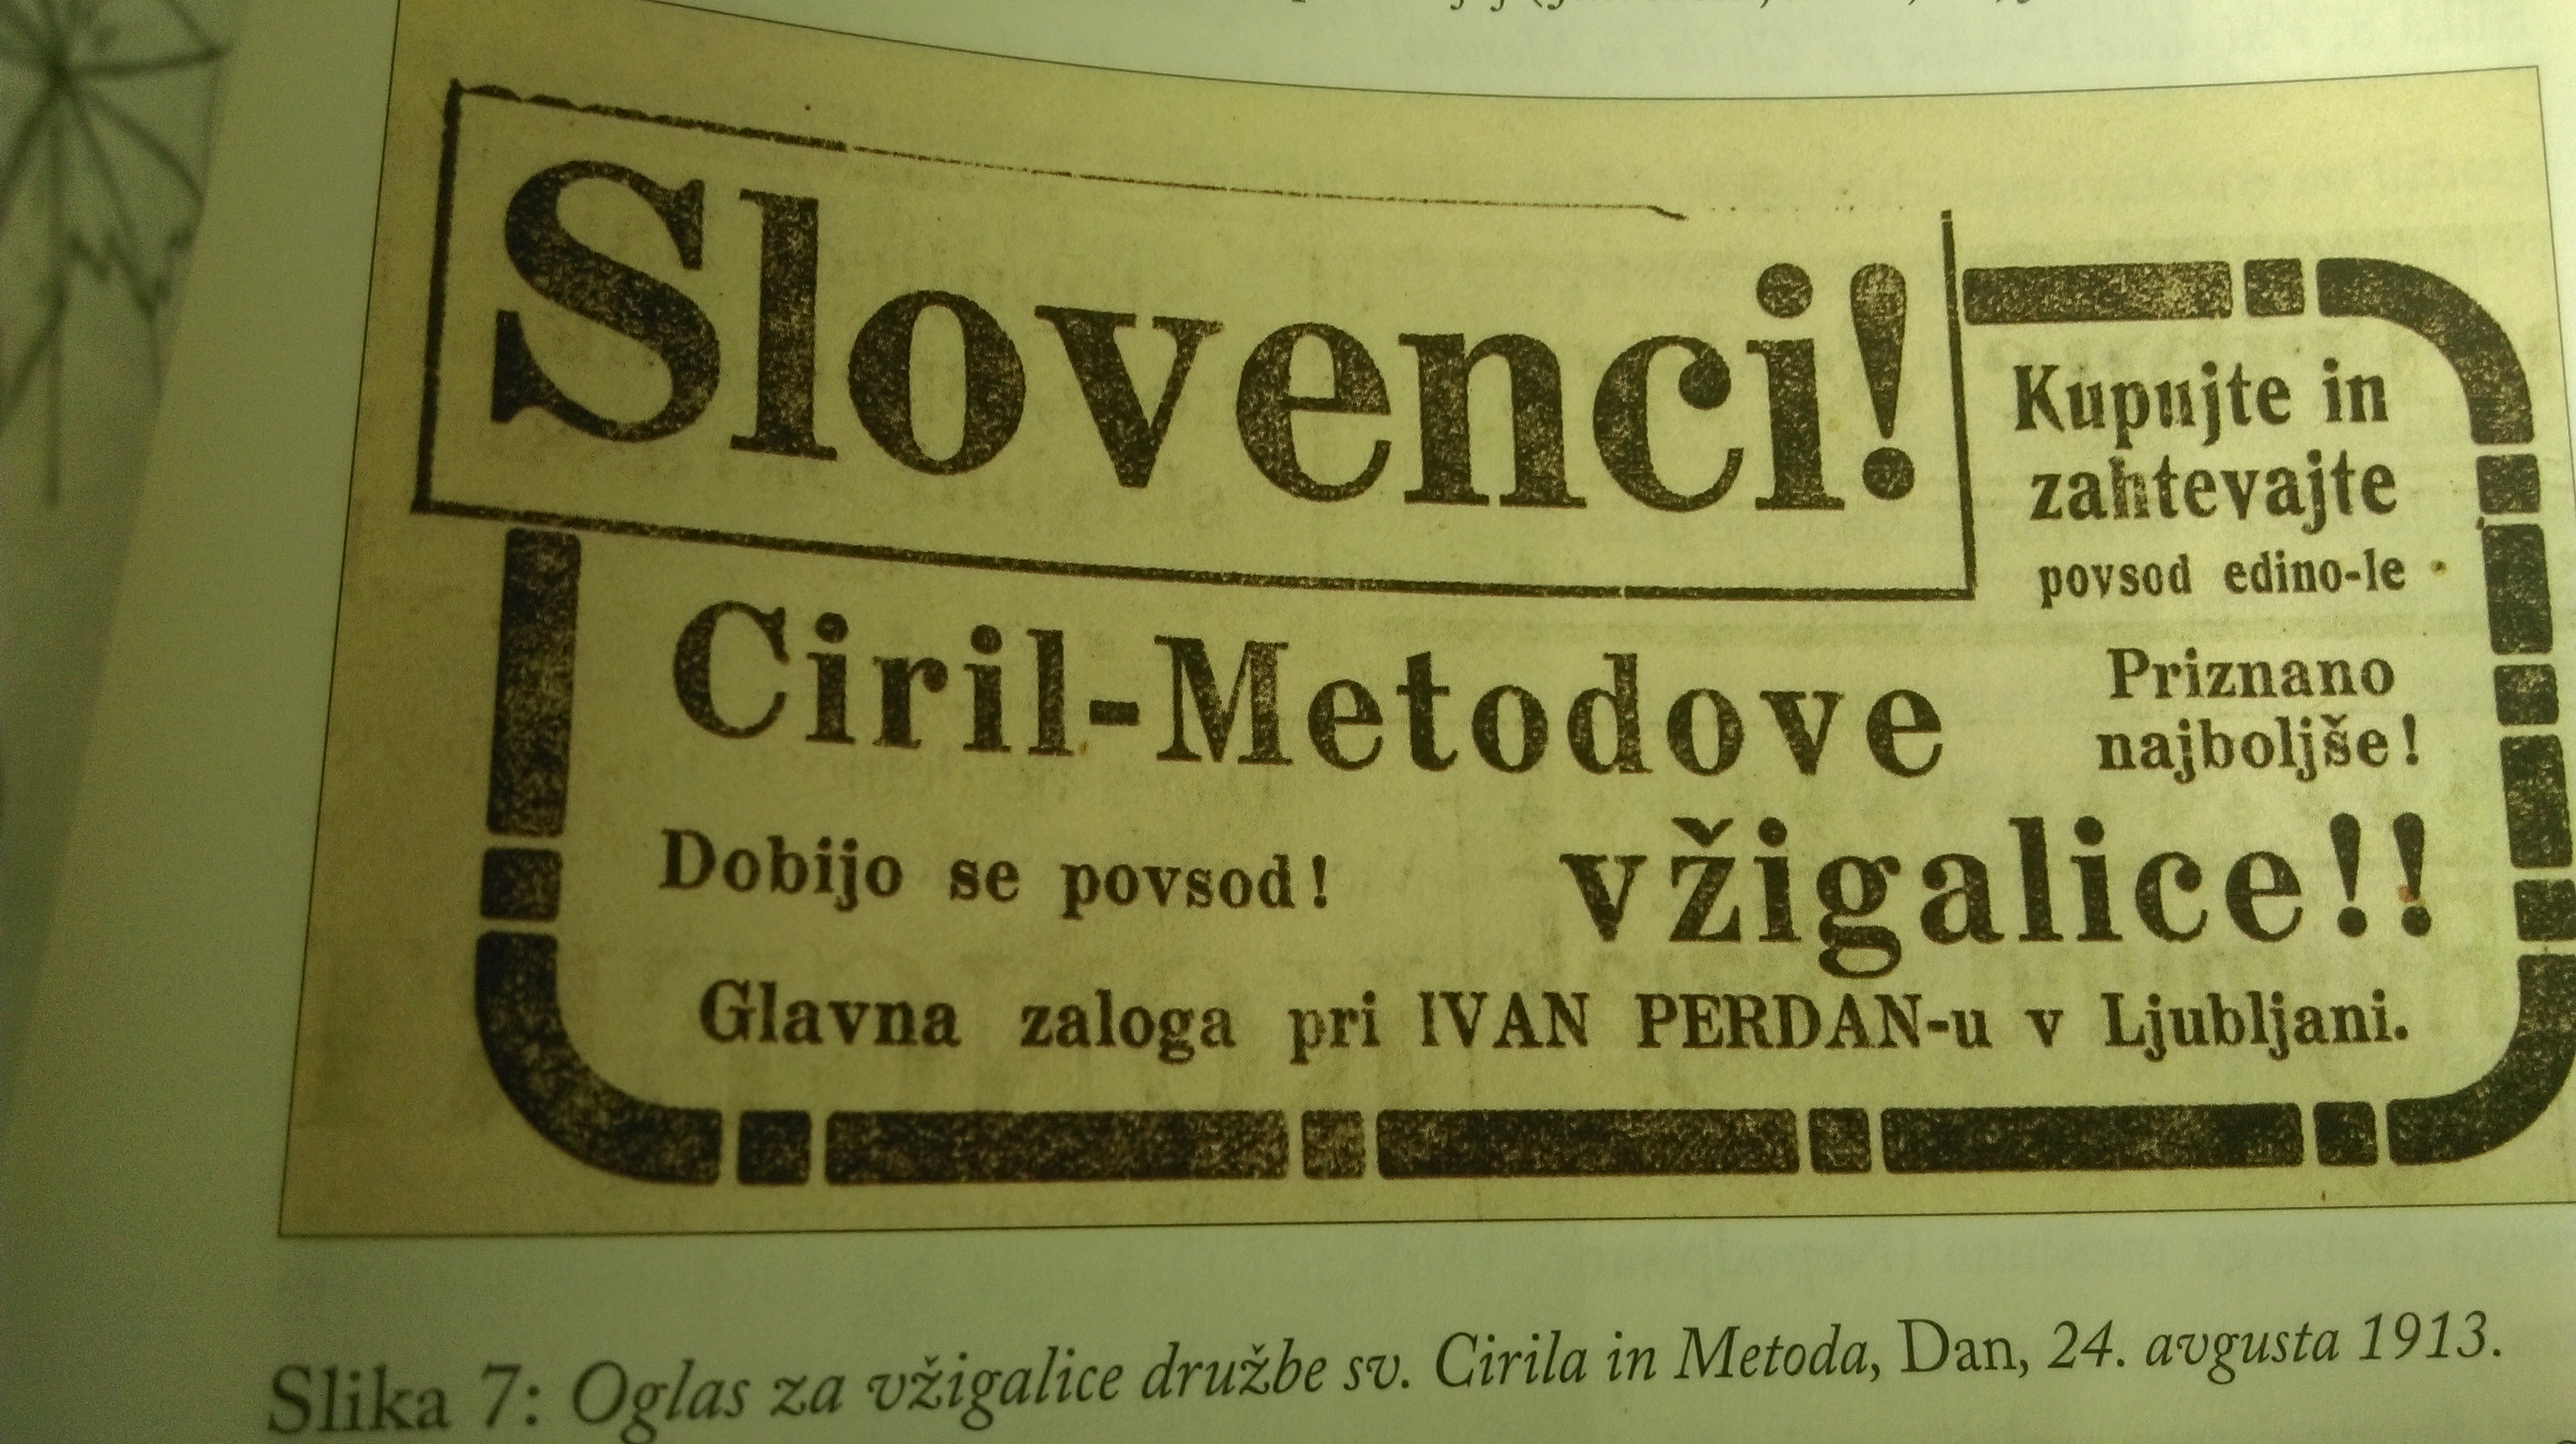 Slovenci!
Kupujte in
zahtevajte
povsod edino-le
Ciril-Metodove
Priznano
najboljše!
Dobijo se povsod!
vžigalice!!
Glavna zaloga pri IVAN PERDAN-u v Ljubljani.
Slika 7: Oglas za vžigalice družbe sv. Cirila in Metoda, Dan, 24. avgusta 1913.